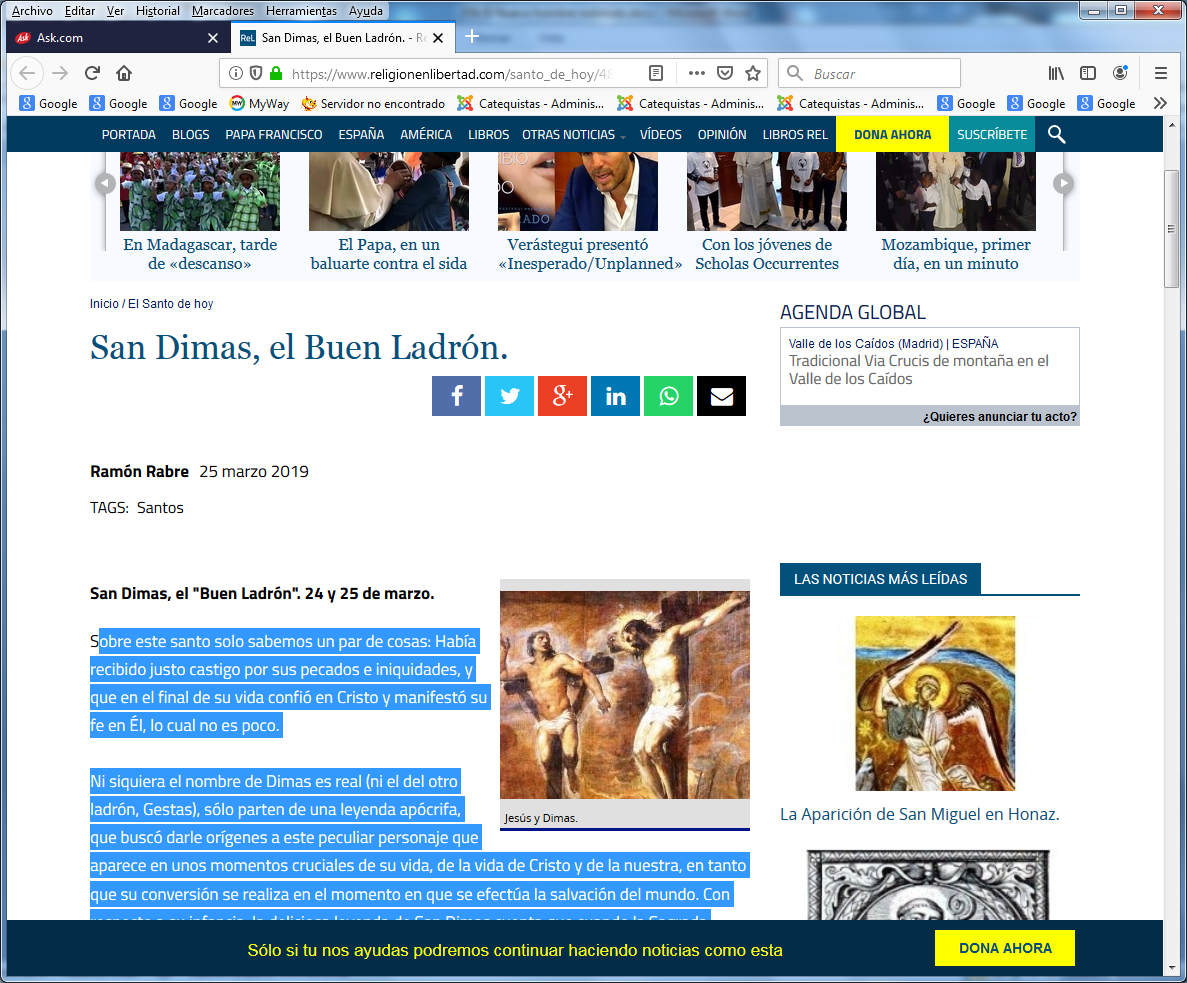 Archivo Editar Ver Historial Marcadores Herramientas Ayuda
Ask Ask.com
ReL San Dimas, el Buen Ladrón. - Re
https://www.religionenlibertad.com/santo_de_hoy/48
Buscar
Google Google Google MyWay Servidor no encontrado Catequistas - Adminis... Catequistas - Adminis... Catequistas - Adminis... Google Google Google
PORTADA BLOGS PAPA FRANCISCO ESPAÑA AMÉRICA LIBROS OTRAS NOTICIAS VÍDEOS OPINIÓN LIBROS REL DONA AHORA SUSCRÍBETE
En Madagascar, tarde
de «descanso»
El Papa, en un
baluarte contra el sida
Verástegui presentó
«Inesperado/Unplanned»
Con los jóvenes de
Scholas Occurrentes
Mozambique, primer
día, en un minuto
Inicio / El Santo de hoy
San Dimas, el Buen Ladrón.
AGENDA GLOBAL
Valle de los Caídos (Madrid) | ESPAÑA
Tradicional Via Crucis de montaña en el
Valle de los Caídos
¿Quieres anunciar tu acto?
Ramón Rabre 25 marzo 2019
TAGS: Santos
LAS NOTICIAS MÁS LEÍDAS
San Dimas, el "Buen Ladrón". 24 y 25 de marzo.
Sobre este santo solo sabemos un par de cosas: Había
recibido justo castigo por sus pecados e iniquidades, y
que en el final de su vida confió en Cristo y manifestó su
fe en Él, lo cual no es poco.
Ni siquiera el nombre de Dimas es real (ni el del otro
ladrón, Gestas), sólo parten de una leyenda apócrifa,
que buscó darle orígenes a este peculiar personaje que
aparece en unos momentos cruciales de su vida, de la vida de Cristo y de la nuestra, en tanto
que su conversión se realiza en el momento en que se efectúa la salvación del mundo. Con
Jesús y Dimas.
La Aparición de San Miguel en Honaz.
Sólo si tu nos ayudas podremos continuar haciendo noticias como esta
DONA AHORA